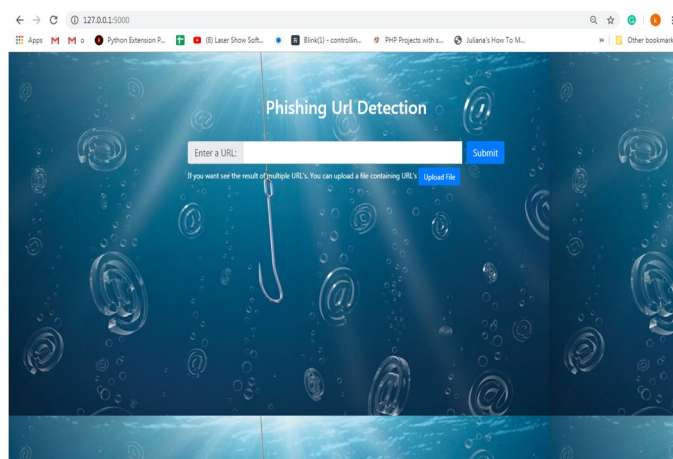 127.0.0.1:5000
Apps M M o Python Extension P... (8) Laser Show Soft... Blink(1) - controllin... PHP Projects with s... Juliana's How To M... » Other bookmark
Phishing Url Detection
Enter a URL: Submit
If you want see the result of multiple URL's. You can upload a file containing URL's Upload File